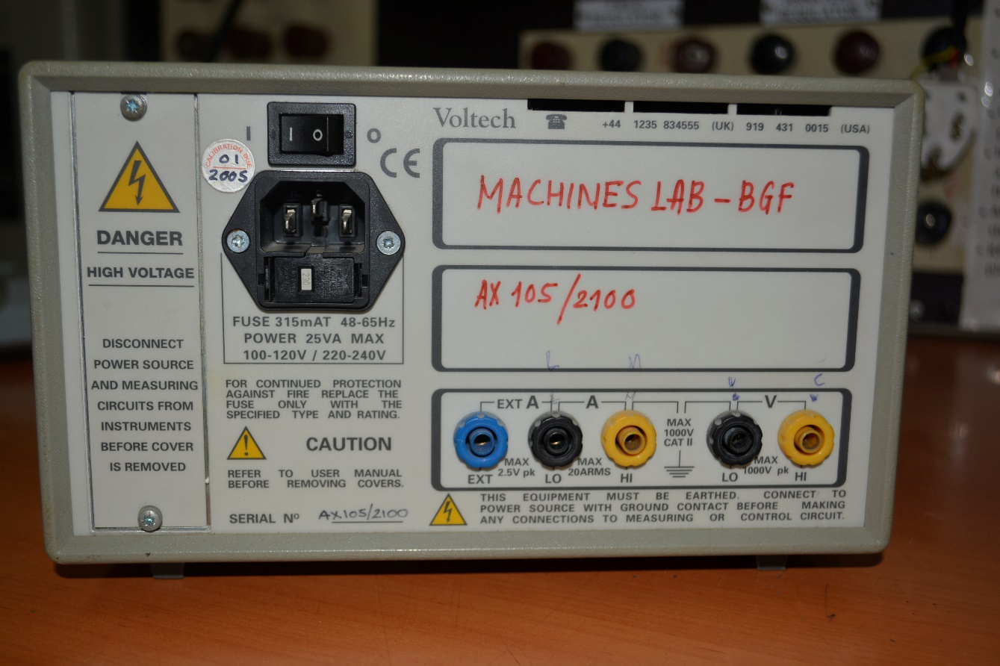 Voltech ☎ +44 1235 834555 (UK) 919 431 0015 (USA)
I
O
I O
CALIBRATION DUE
01
2005
CE
MACHINES LAB - BGF
AX 105/2100
DANGER
HIGH VOLTAGE
DISCONNECT
POWER SOURCE
AND MEASURING
CIRCUITS FROM
INSTRUMENTS
BEFORE COVER
IS REMOVED
230
FUSE 315mAT 48-65Hz
POWER 25VA MAX
100-120V / 220-240V
FOR CONTINUED PROTECTION
AGAINST FIRE REPLACE THE
FUSE ONLY WITH THE
SPECIFIED TYPE AND RATING.
CAUTION
REFER TO USER MANUAL
BEFORE REMOVING COVERS.
SERIAL Nº AX105/2100
L
EXT A A V
MAX
1000V
CAT II
EXT
MAX
2.5V pk
LO
MAX
20ARMS
HI
LO
MAX
1000V pk
HI
THIS EQUIPMENT MUST BE EARTHED. CONNECT TO
POWER SOURCE WITH GROUND CONTACT BEFORE MAKING
ANY CONNECTIONS TO MEASURING OR CONTROL CIRCUIT.